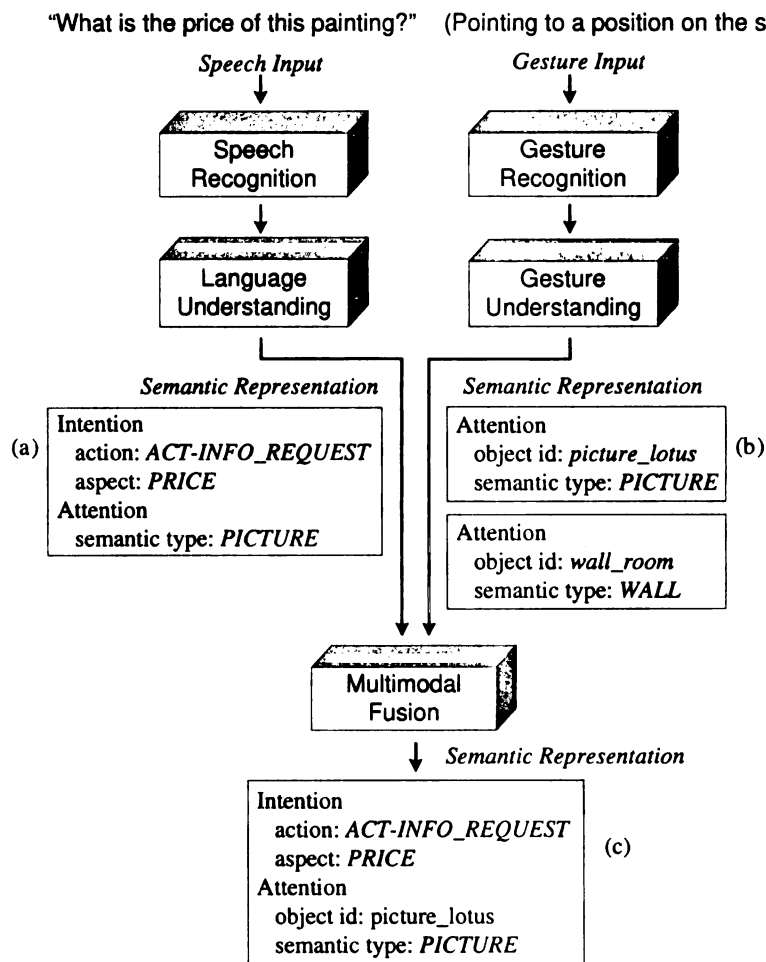 “What is the price of this painting?” (Pointing to a position on the s
Speech Input
Gesture Input
Speech
Recognition
Gesture
Recognition
Language
Understanding
Gesture
Understanding
Semantic Representation
(a)
Intention
action: ACT-INFO_REQUEST
aspect: PRICE
Attention
semantic type: PICTURE
Semantic Representation
Attention
object id: picture_lotus
semantic type: PICTURE
(b)
Attention
object id: wall_room
semantic type: WALL
Multimodal
Fusion
Semantic Representation
Intention
action: ACT-INFO_REQUEST
aspect: PRICE
Attention
object id: picture_lotus
semantic type: PICTURE
(c)